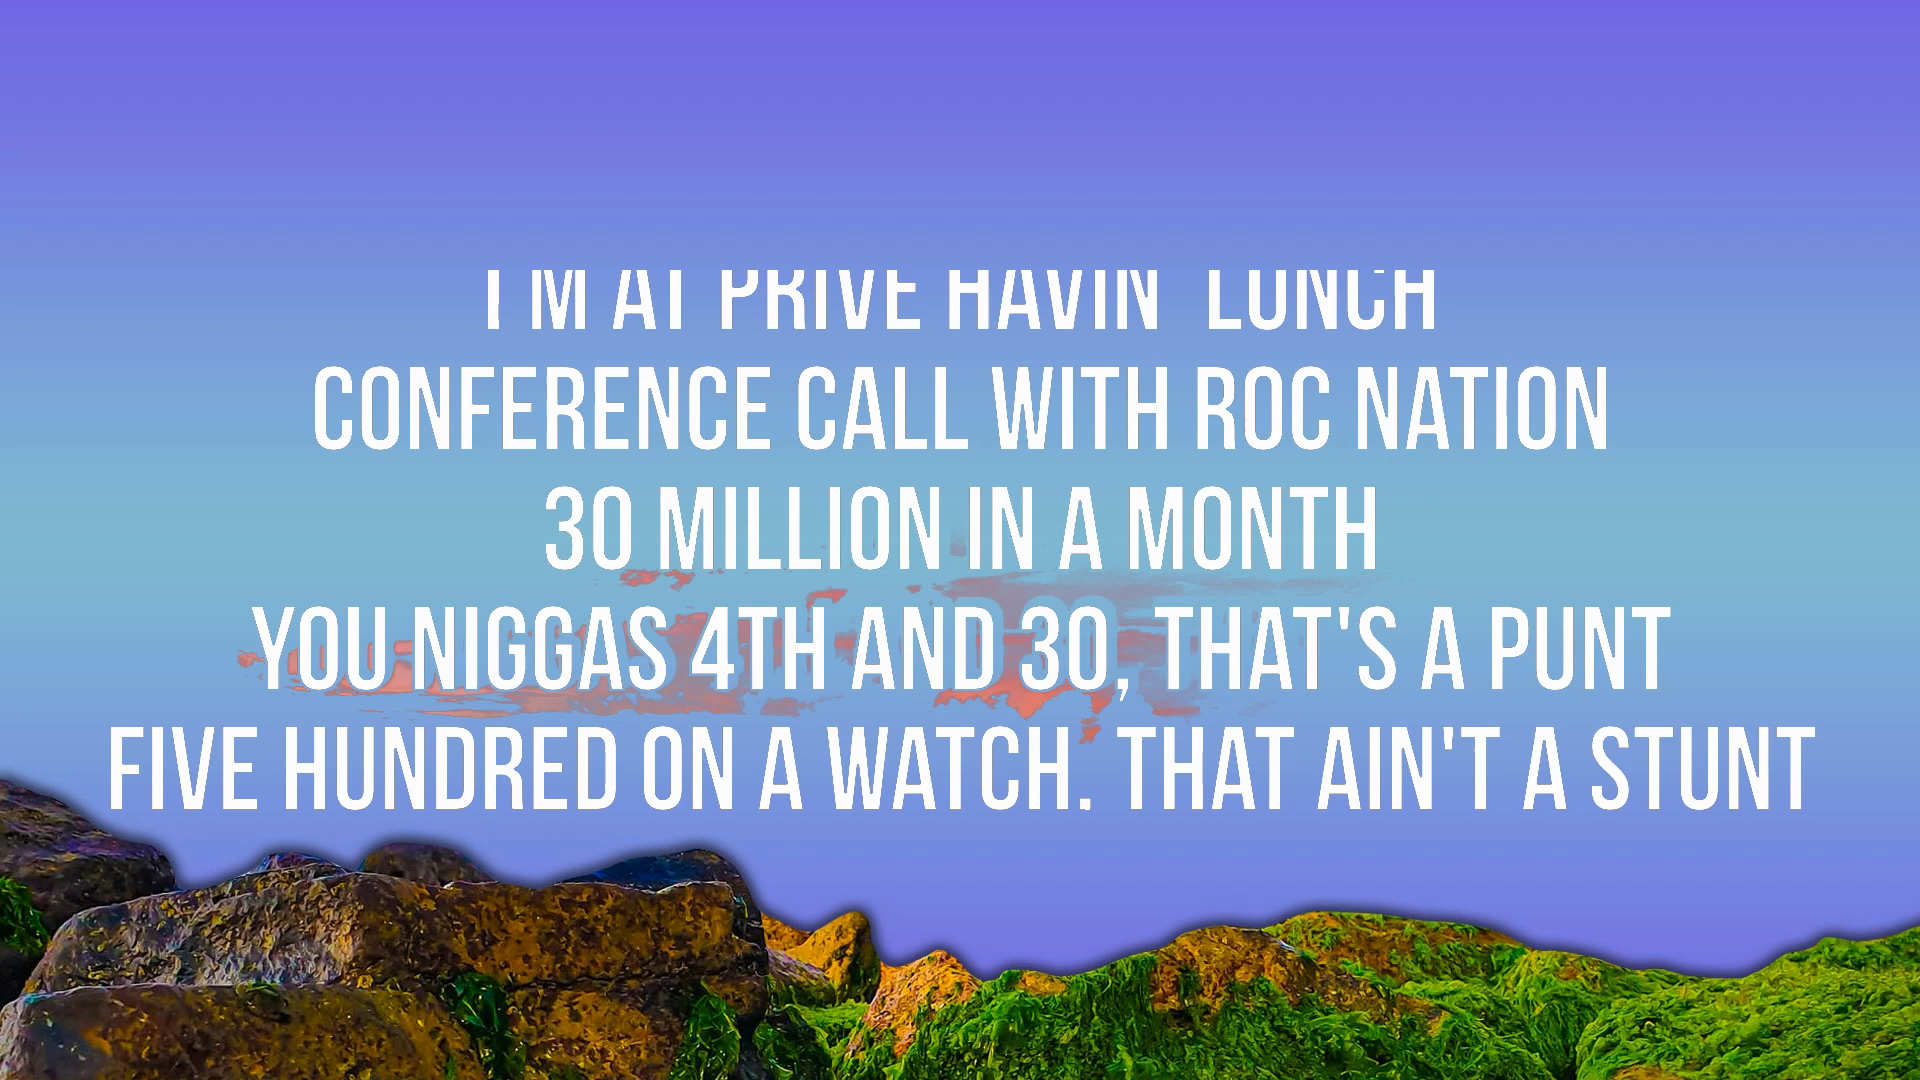 I'M AT PRIVE HAVIN' LUNCH
CONFERENCE CALL WITH ROC NATION
30 MILLION IN A MONTH
YOU NIGGAS 4TH AND 30, THAT'S A PUNT
FIVE HUNDRED ON A WATCH. THAT AIN'T A STUNT